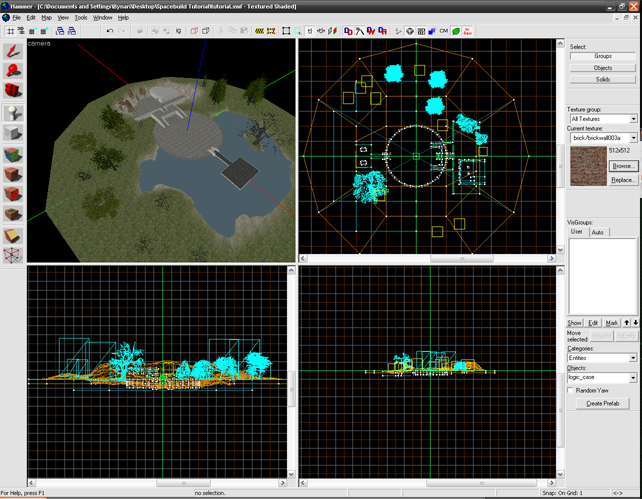 Hammer - [C:\Documents and Settings\Bynari\Desktop\Spacebuild Tutorial\tutorial.vmf - Textured Shaded]
File Edit Map View Tools Window Help
camera
Select:
Groups
Objects
Solids
Texture group:
All Textures
Current texture:
brick/brickwall003a
512x512
Browse...
Replace...
VisGroups:
User Auto
Show Edit Mark
Move selected:
Categories:
Entities
Objects:
logic_case
Random Yaw
Create Prefab
For Help, press F1
no selection.
Snap: On Grid: 1
<->